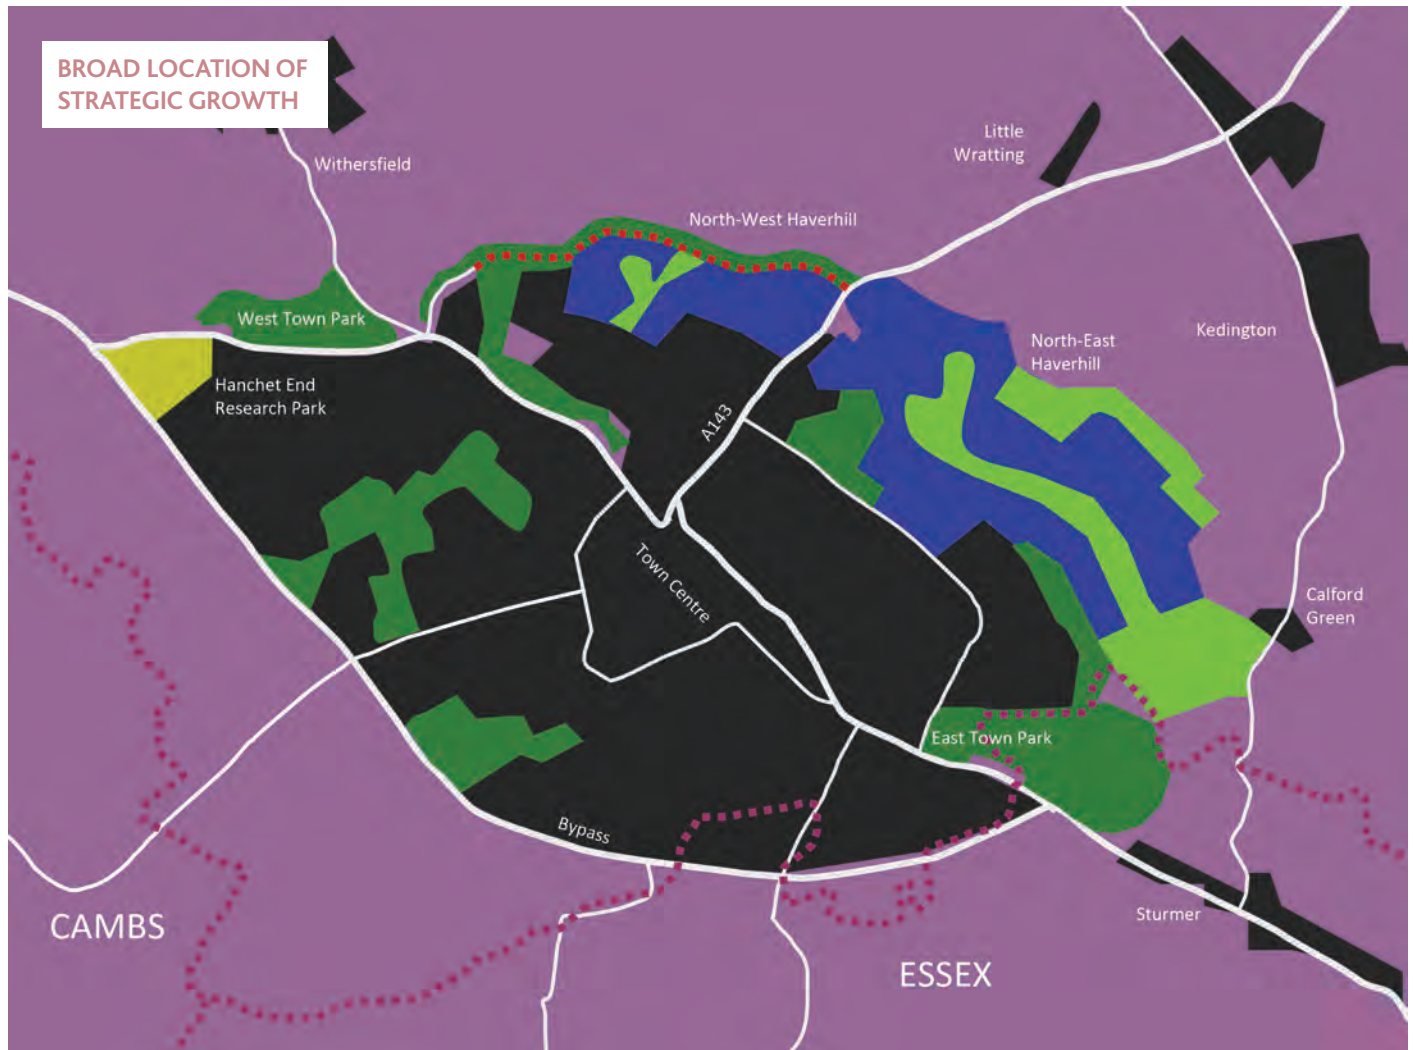 BROAD LOCATION OF
STRATEGIC GROWTH
Withersfield
Little
Wratting
North-West Haverhill
West Town Park
Kedington
North-East
Haverhill
Hanchet End
Research Park
A143
Town Centre
Calford
Green
East Town Park
Bypass
Sturmer
CAMBS
ESSEX